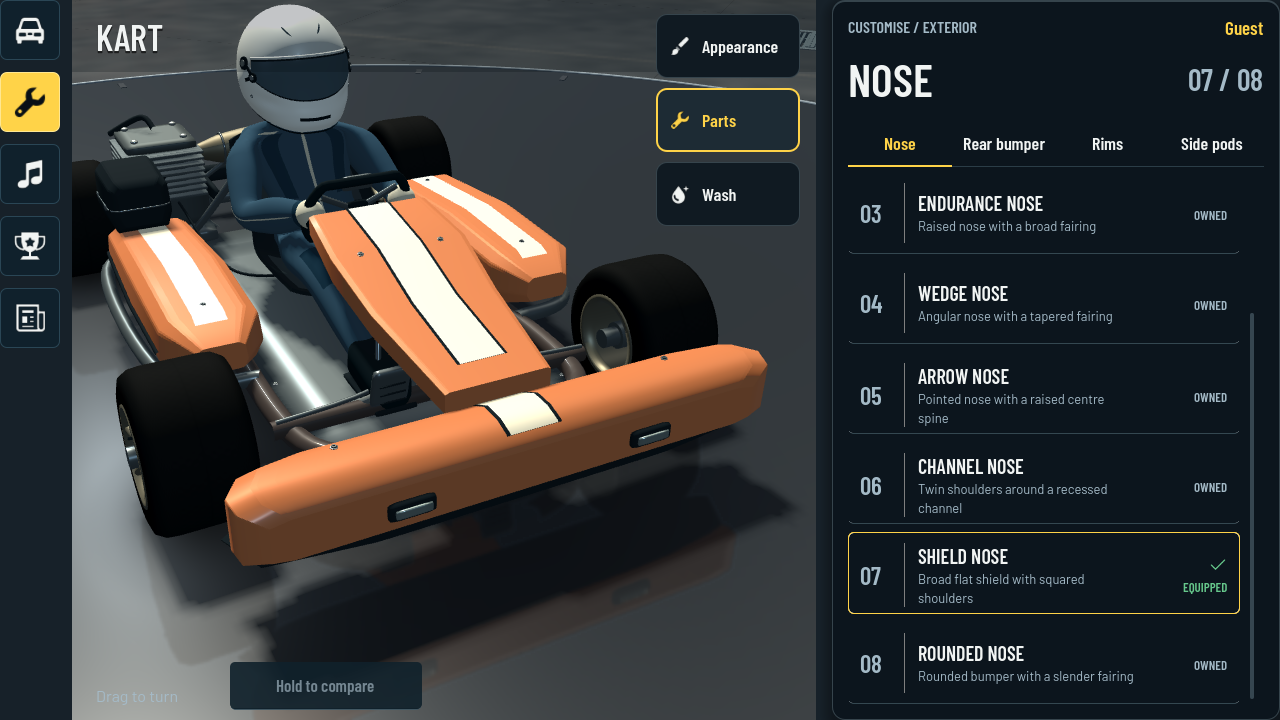 KART
Appearance
Parts
Wash
Drag to turn
Hold to compare
CUSTOMISE / EXTERIOR
Guest
NOSE
07 / 08
Nose
Rear bumper
Rims
Side pods
03
ENDURANCE NOSE
Raised nose with a broad fairing
OWNED
04
WEDGE NOSE
Angular nose with a tapered fairing
OWNED
05
ARROW NOSE
Pointed nose with a raised centre
spine
OWNED
06
CHANNEL NOSE
Twin shoulders around a recessed
channel
OWNED
07
SHIELD NOSE
Broad flat shield with squared
shoulders
EQUIPPED
08
ROUNDED NOSE
Rounded bumper with a slender fairing
OWNED